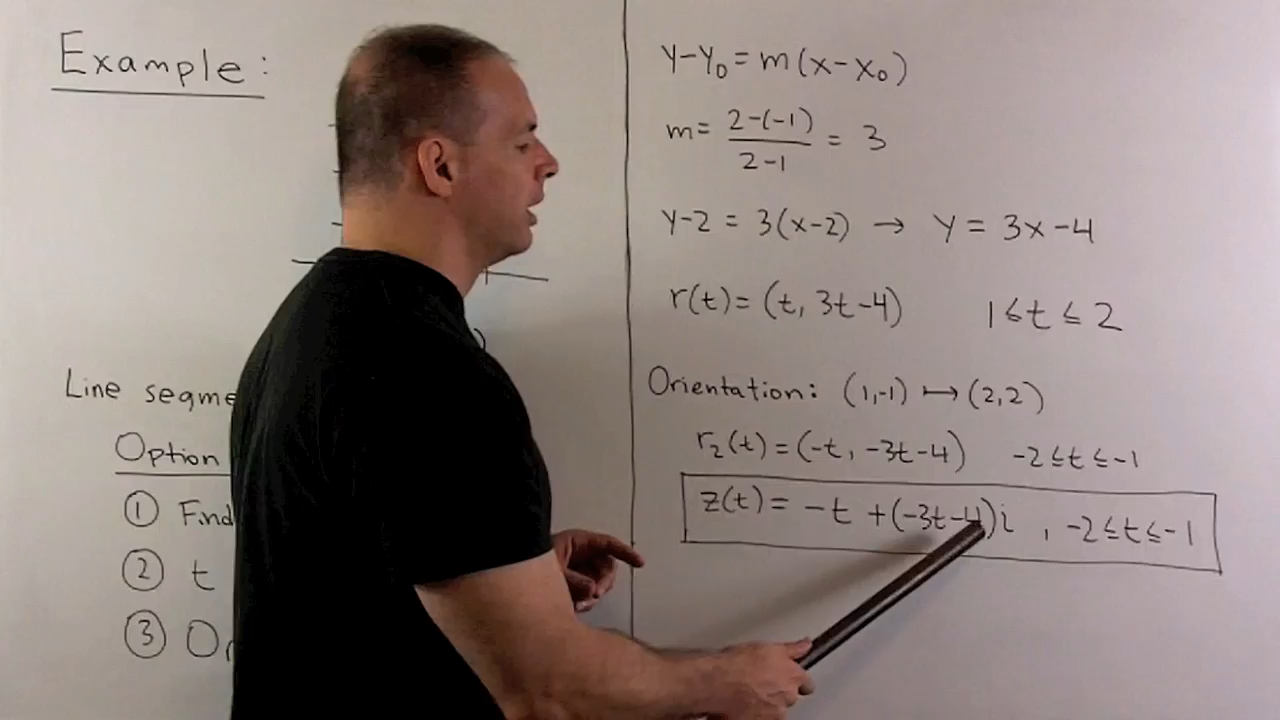 Example:
Line segme
Option
① Find
② t
③ Or
y-y₀ = m(x-x₀)
m = \frac{2-(-1)}{2-1} = 3
y-2 = 3(x-2) → y = 3x-4
r(t) = (t, 3t-4) 1 ≤ t ≤ 2
Orientation: (1,-1) ↦ (2,2)
r₂(t) = (-t, -3t-4) -2 ≤ t ≤ -1
z(t) = -t + (-3t-4)i , -2 ≤ t ≤ -1